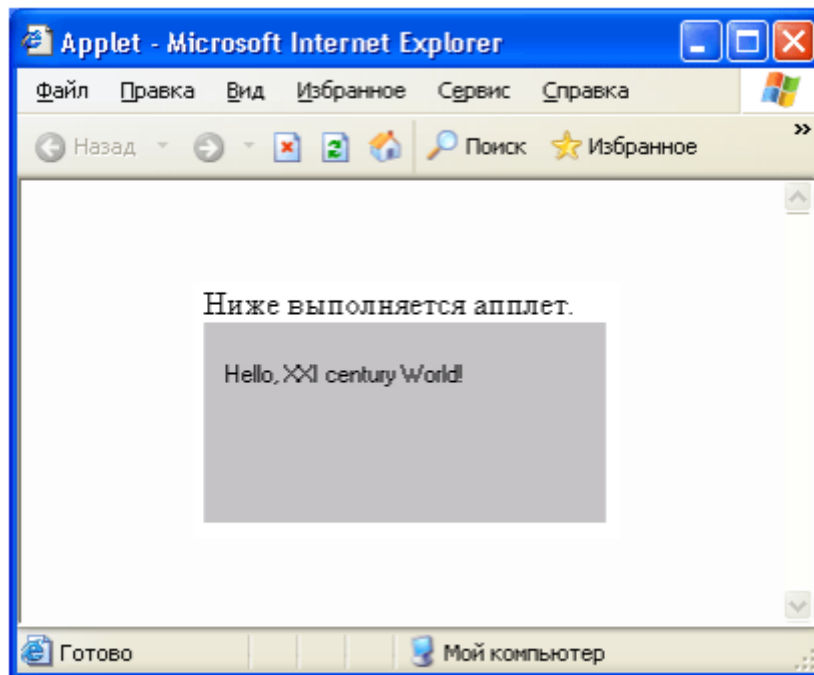 Applet - Microsoft Internet Explorer
Файл Правка Вид Избранное Сервис Справка
Назад Поиск Избранное »
Ниже выполняется апплет.
Hello, XXI century World!
Готово Мой компьютер